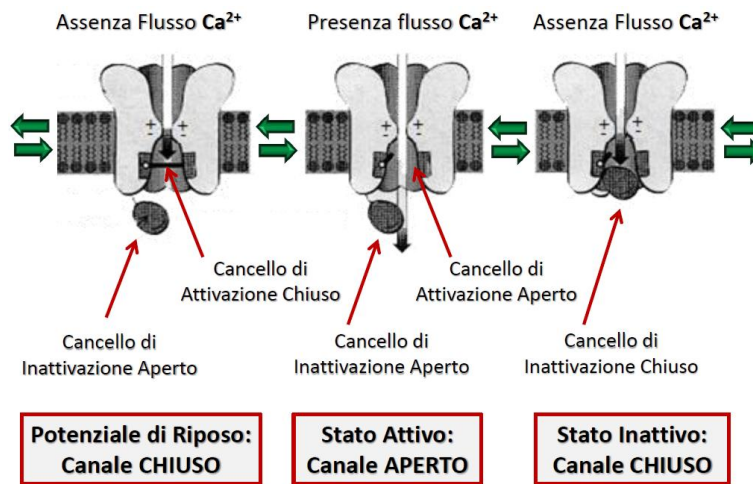 Assenza Flusso Ca²⁺
Presenza flusso Ca²⁺
Assenza Flusso Ca²⁺
+
-
+
-
+
-
+
-
+
-
+
-
Cancello di
Attivazione Chiuso
Cancello di
Attivazione Aperto
Cancello di
Inattivazione Aperto
Cancello di
Inattivazione Aperto
Cancello di
Inattivazione Chiuso
Potenziale di Riposo:
Canale CHIUSO
Stato Attivo:
Canale APERTO
Stato Inattivo:
Canale CHIUSO